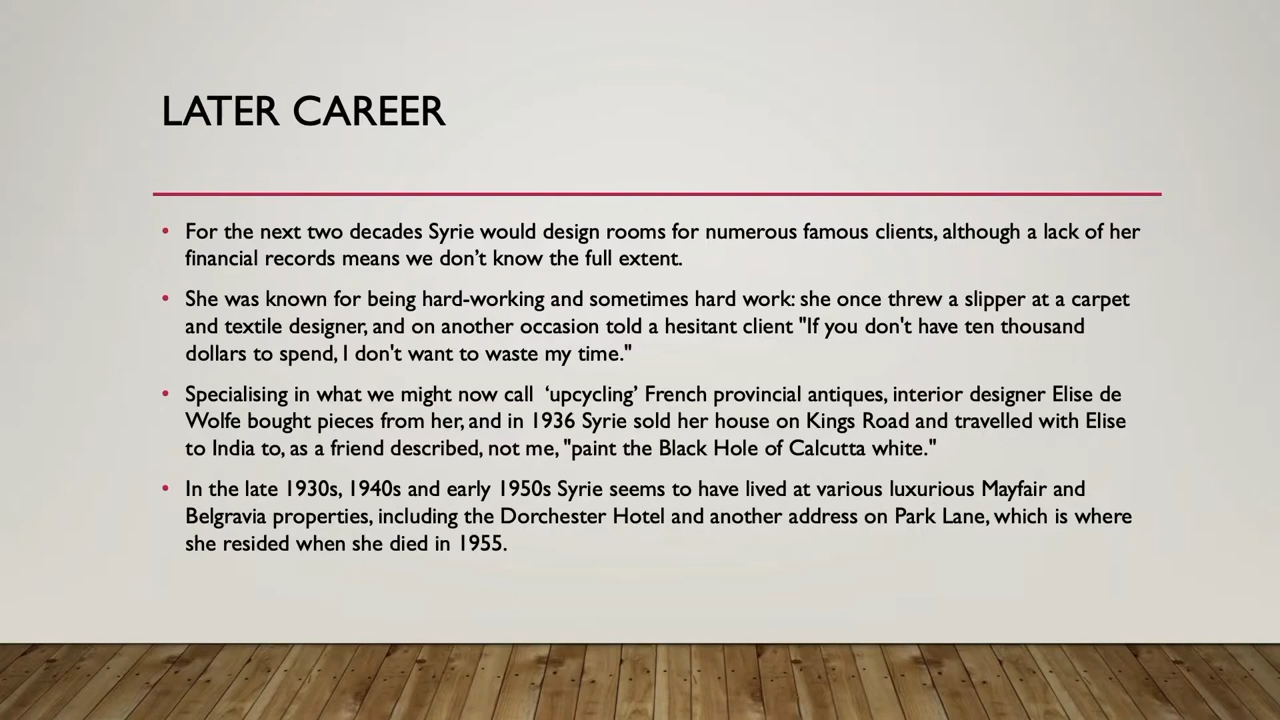 LATER CAREER
• For the next two decades Syrie would design rooms for numerous famous clients, although a lack of her
financial records means we don’t know the full extent.
• She was known for being hard-working and sometimes hard work: she once threw a slipper at a carpet
and textile designer, and on another occasion told a hesitant client "If you don't have ten thousand
dollars to spend, I don't want to waste my time."
• Specialising in what we might now call  ‘upcycling’ French provincial antiques, interior designer Elise de
Wolfe bought pieces from her, and in 1936 Syrie sold her house on Kings Road and travelled with Elise
to India to, as a friend described, not me, "paint the Black Hole of Calcutta white."
• In the late 1930s, 1940s and early 1950s Syrie seems to have lived at various luxurious Mayfair and
Belgravia properties, including the Dorchester Hotel and another address on Park Lane, which is where
she resided when she died in 1955.